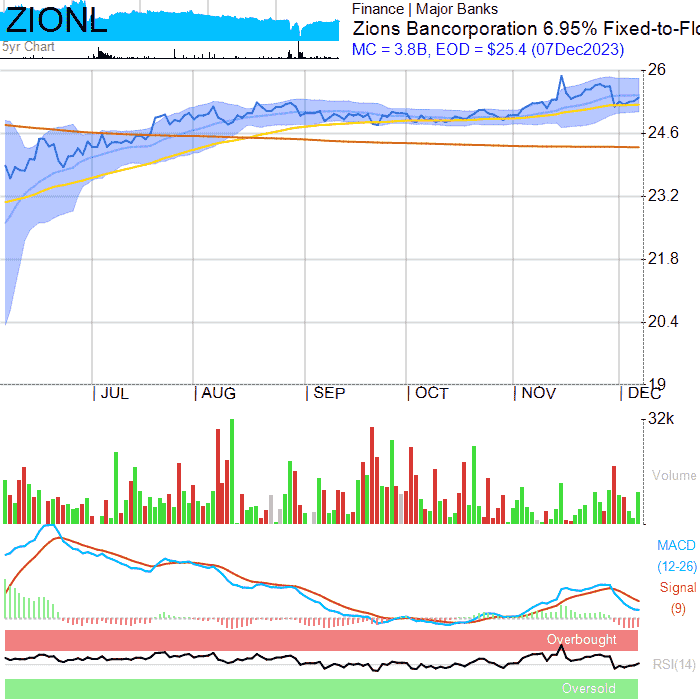 ZIONL
5yr Chart
Finance | Major Banks
Zions Bancorporation 6.95% Fixed-to-Flo
MC = 3.8B, EOD = $25.4 (07Dec2023)
26
24.6
23.2
21.8
20.4
19
JUL AUG SEP OCT NOV DEC
32k
Volume
MACD
(12-26)
Signal
(9)
Overbought
RSI(14)
Oversold